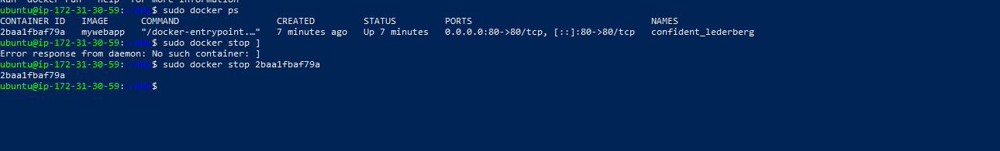 Run 'docker run --help' for more information
ubuntu@ip-172-31-30-59:~/AWS$ sudo docker ps
CONTAINER ID   IMAGE      COMMAND                  CREATED         STATUS         PORTS                                 NAMES
2baa1fbaf79a   mywebapp   "/docker-entrypoint.…"   7 minutes ago   Up 7 minutes   0.0.0.0:80->80/tcp, [::]:80->80/tcp   confident_lederberg
ubuntu@ip-172-31-30-59:$ sudo docker stop ]
Error response from daemon: No such container: ]
ubuntu@ip-172-31-30-59:$ sudo docker stop 2baa1fbaf79a
2baa1fbaf79a
ubuntu@ip-172-31-30-59:$